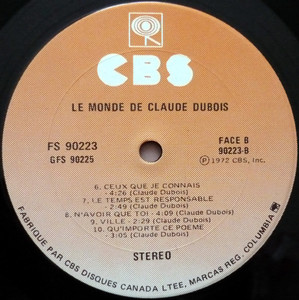 CBS
LE MONDE DE CLAUDE DUBOIS
FS 90223
GFS 90225
FACE B
90223-B
Ⓟ 1972 CBS, Inc.
6. CEUX QUE JE CONNAIS
- 4:26 (Claude Dubois)
7. LE TEMPS EST RESPONSABLE
- 2:49 (Claude Dubois)
8. N'AVOIR QUE TOI - 4:09 (Claude Dubois)
9. VILLE - 2:29 (Claude Dubois)
10. QU'IMPORTE CE POEME
- 3:05 (Claude Dubois)
STEREO
FABRIQUE PAR CBS DISQUES CANADA LTEE, MARCAS REG. COLUMBIA